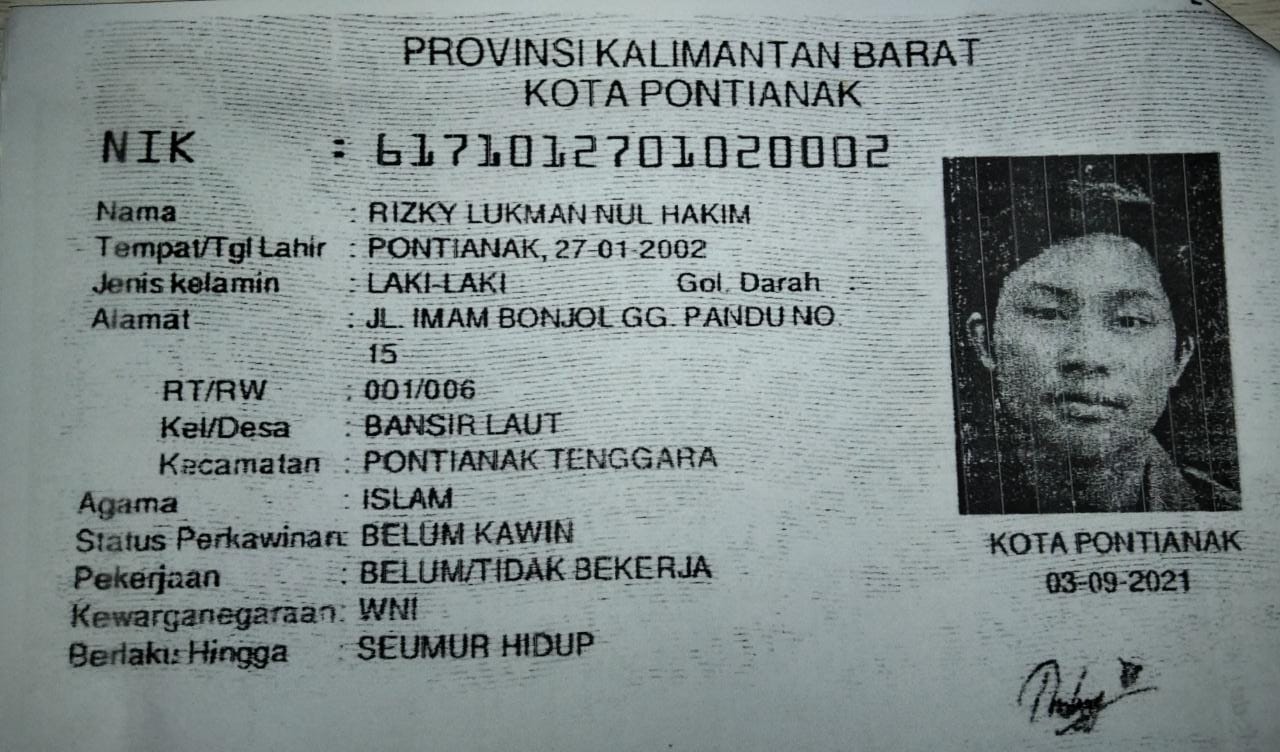 PROVINSI KALIMANTAN BARAT
KOTA PONTIANAK
NIK : 6171012701020002
Nama : RIZKY LUKMAN NUL HAKIM
Tempat/Tgl Lahir : PONTIANAK, 27-01-2002
Jenis kelamin : LAKI-LAKI Gol. Darah : -
Alamat : JL. IMAM BONJOL GG. PANDU NO.
15
RT/RW : 001/006
Kel/Desa : BANSIR LAUT
Kecamatan : PONTIANAK TENGGARA
Agama : ISLAM
Status Perkawinan: BELUM KAWIN
Pekerjaan : BELUM/TIDAK BEKERJA
Kewarganegaraan: WNI
Berlaku Hingga : SEUMUR HIDUP
KOTA PONTIANAK
03-09-2021